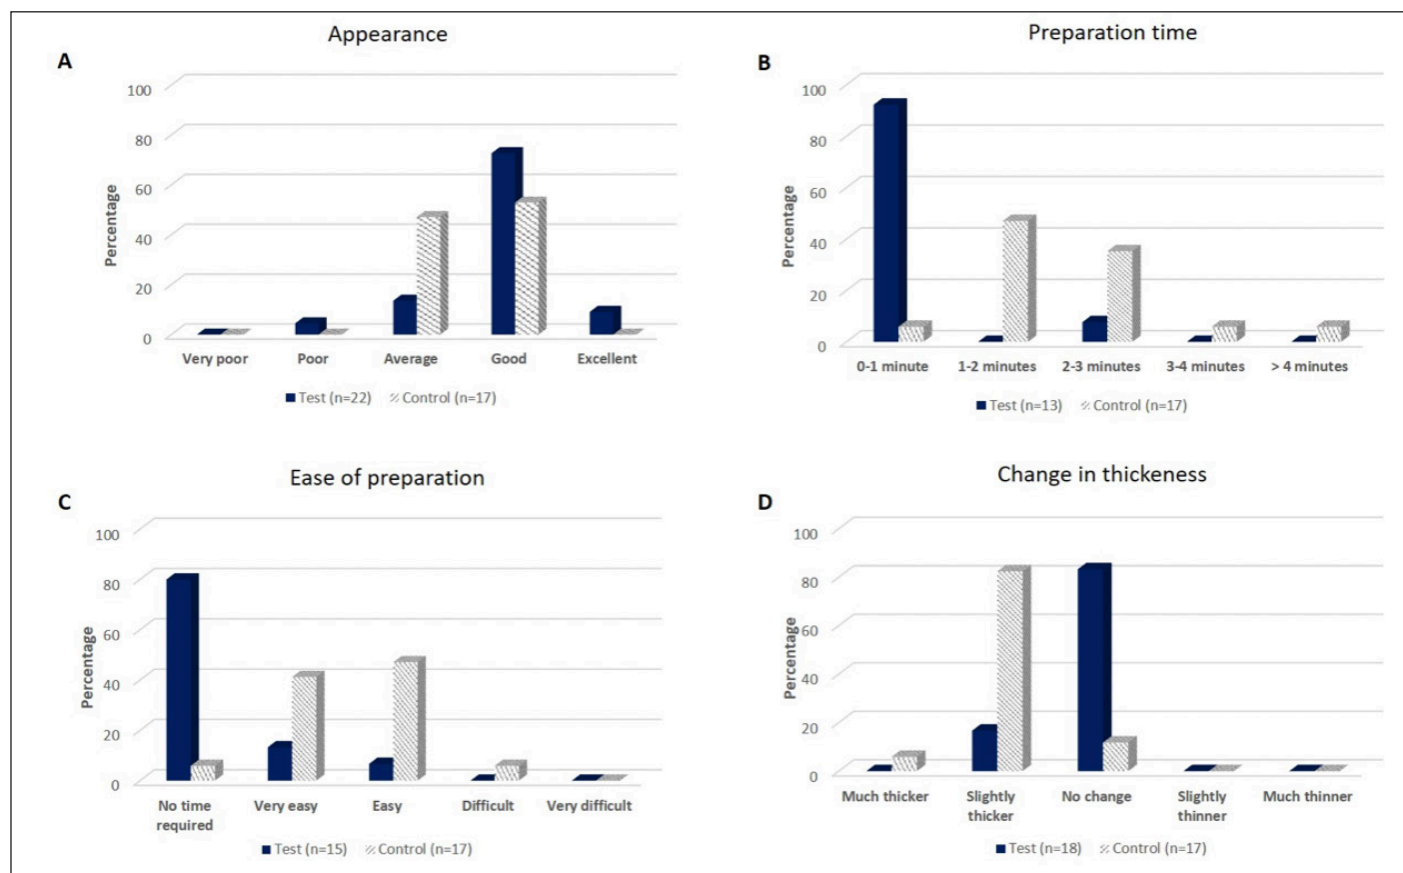 Appearance
A
100
80
60
40
20
0
Percentage
Very poor Poor Average Good Excellent
Test (n=22) Control (n=17)
Preparation time
B
100
80
60
40
20
0
Percentage
0-1 minute 1-2 minutes 2-3 minutes 3-4 minutes > 4 minutes
Test (n=13) Control (n=17)
Ease of preparation
C
100
80
60
40
20
0
Percentage
No time Very easy Easy Difficult Very difficult
required
Test (n=15) Control (n=17)
Change in thickeness
D
100
80
60
40
20
0
Percentage
Much thicker Slightly No change Slightly Much thinner
thicker thinner
Test (n=18) Control (n=17)